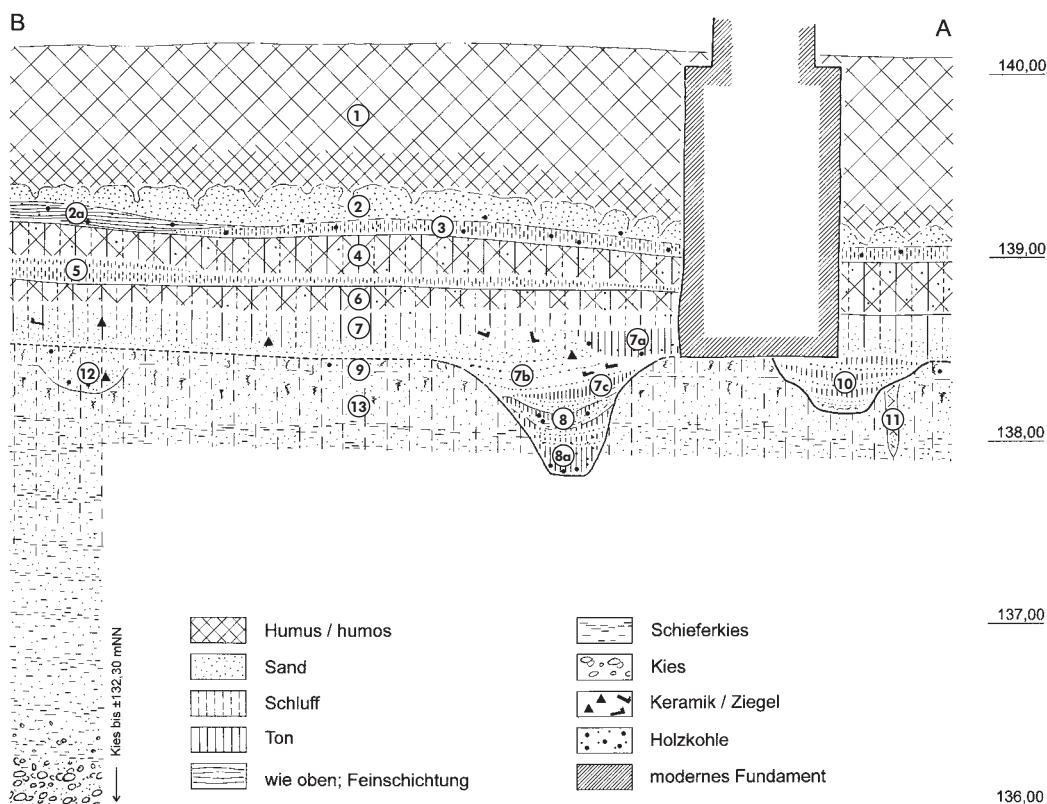 B
A
140,00
1
2
2a
3
139,00
4
5
6
7
7a
9
12
7b
7c
10
13
8
11
138,00
8a
137,00
Humus / humos
Sand
Schluff
Ton
wie oben; Feinschichtung
Schieferkies
Kies
Keramik / Ziegel
Holzkohle
modernes Fundament
Kies bis ±132,30 mNN
136,00